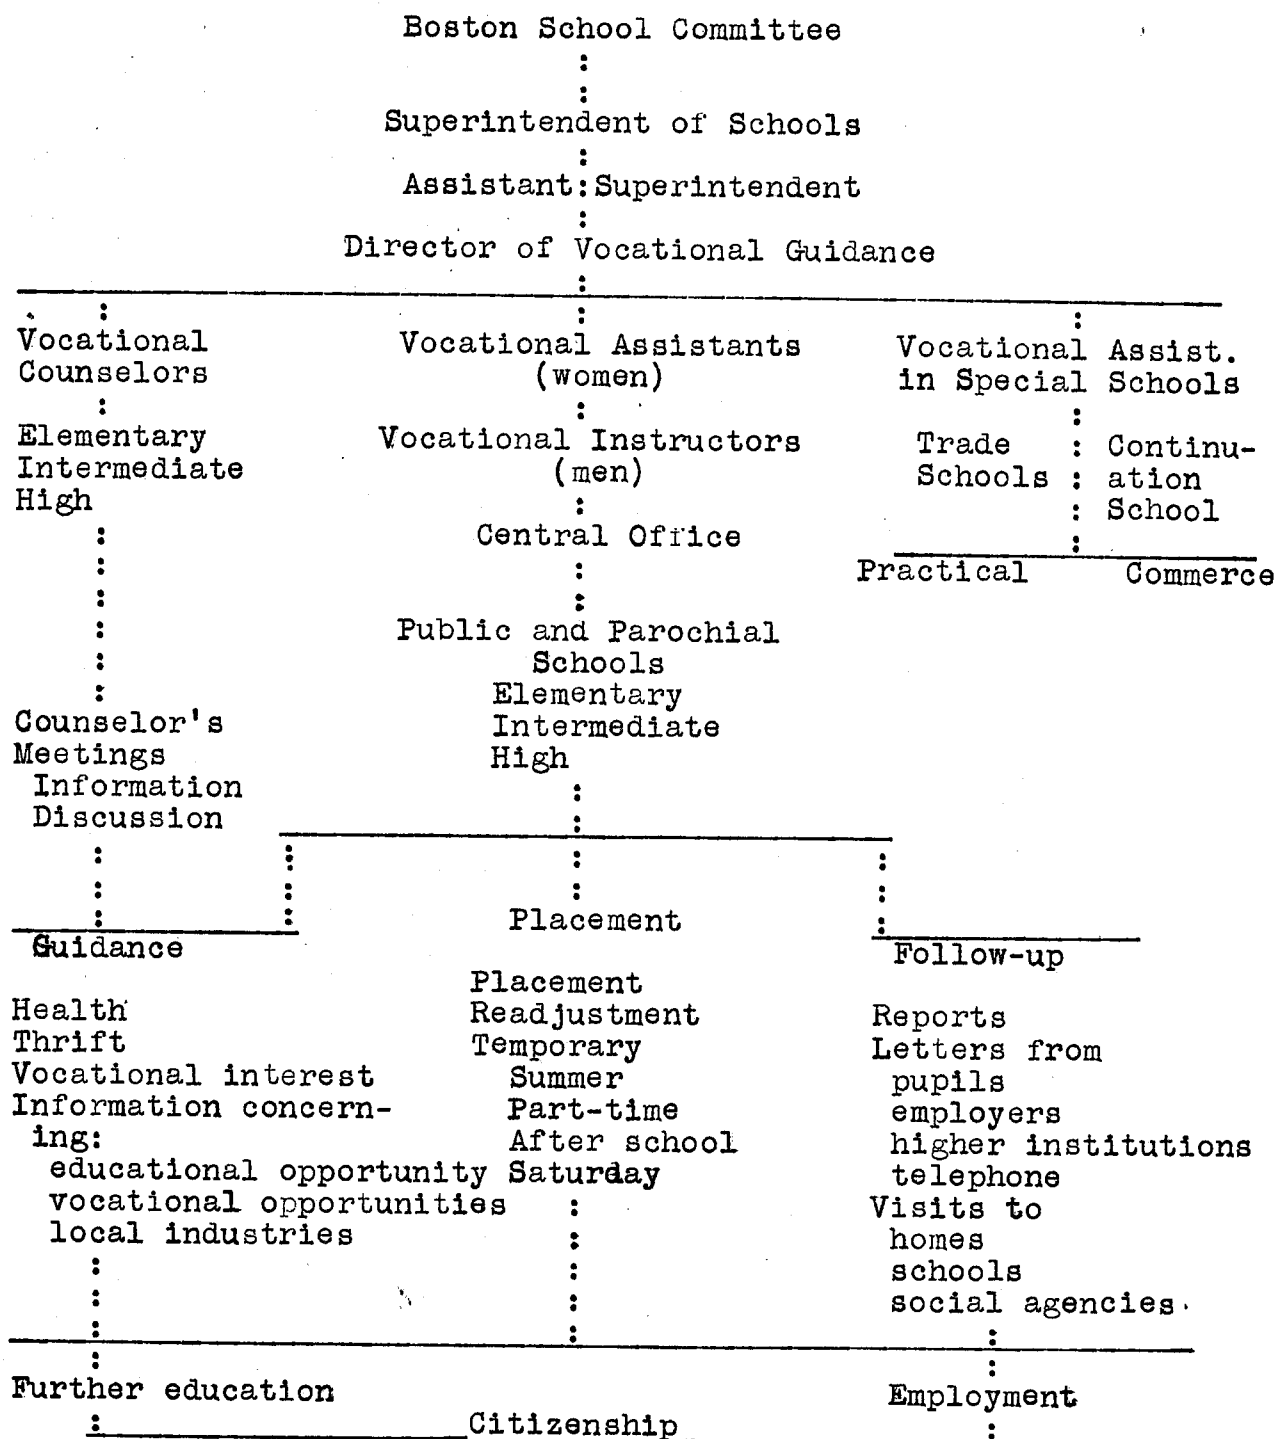 Boston School Committee
Superintendent of Schools
Assistant Superintendent
Director of Vocational Guidance
Vocational
Counselors
Elementary
Intermediate
High
Counselor's
Meetings
Information
Discussion
Vocational Assistants
(women)
Vocational Instructors
(men)
Central Office
Public and Parochial
Schools
Elementary
Intermediate
High
Vocational Assist.
in Special Schools
Trade
Schools
Continu-
ation
School
Practical
Commerce
Guidance
Health
Thrift
Vocational interest
Information concern-
ing:
educational opportunity
vocational opportunities
local industries
Placement
Placement
Readjustment
Temporary
Summer
Part-time
After school
Saturday
Follow-up
Reports
Letters from
pupils
employers
higher institutions
telephone
Visits to
homes
schools
social agencies
Further education
Citizenship
Employment